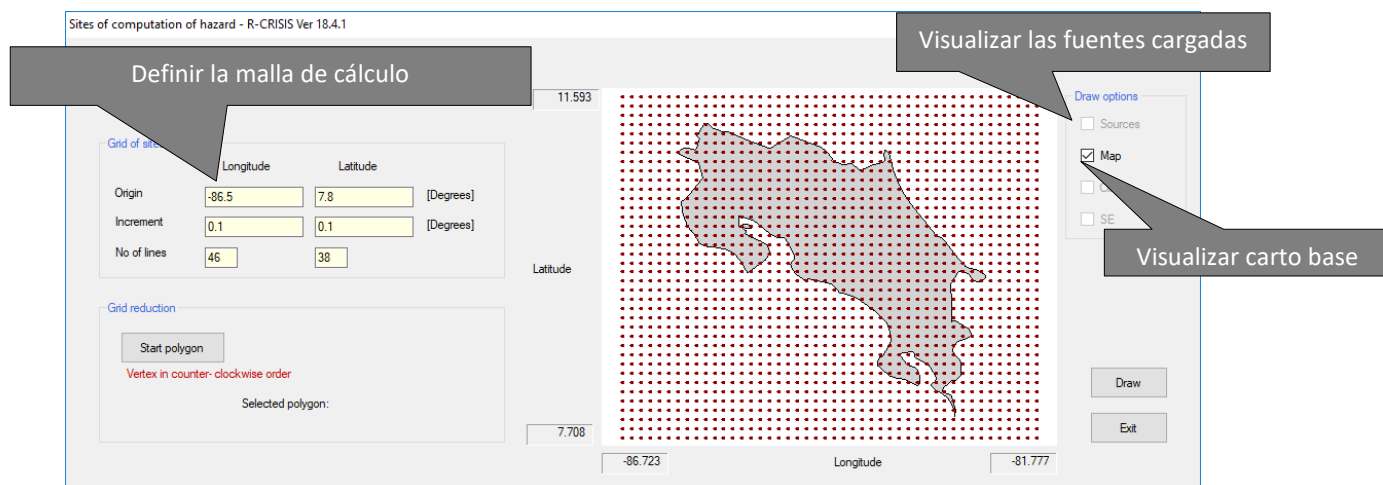 Sites of computation of hazard - R-CRISIS Ver 18.4.1
Visualizar las fuentes cargadas
Definir la malla de cálculo
11.593
Draw options
Sources
Grid of
Longitude Latitude
Map
Origin -86.5 7.8 [Degrees]
Increment 0.1 0.1 [Degrees]
SE
No of lines 46 38
Visualizar carto base
Latitude
Grid reduction
Start polygon
Vertex in counter- clockwise order
Draw
Selected polygon:
Exit
7.708
-86.723 Longitude -81.777